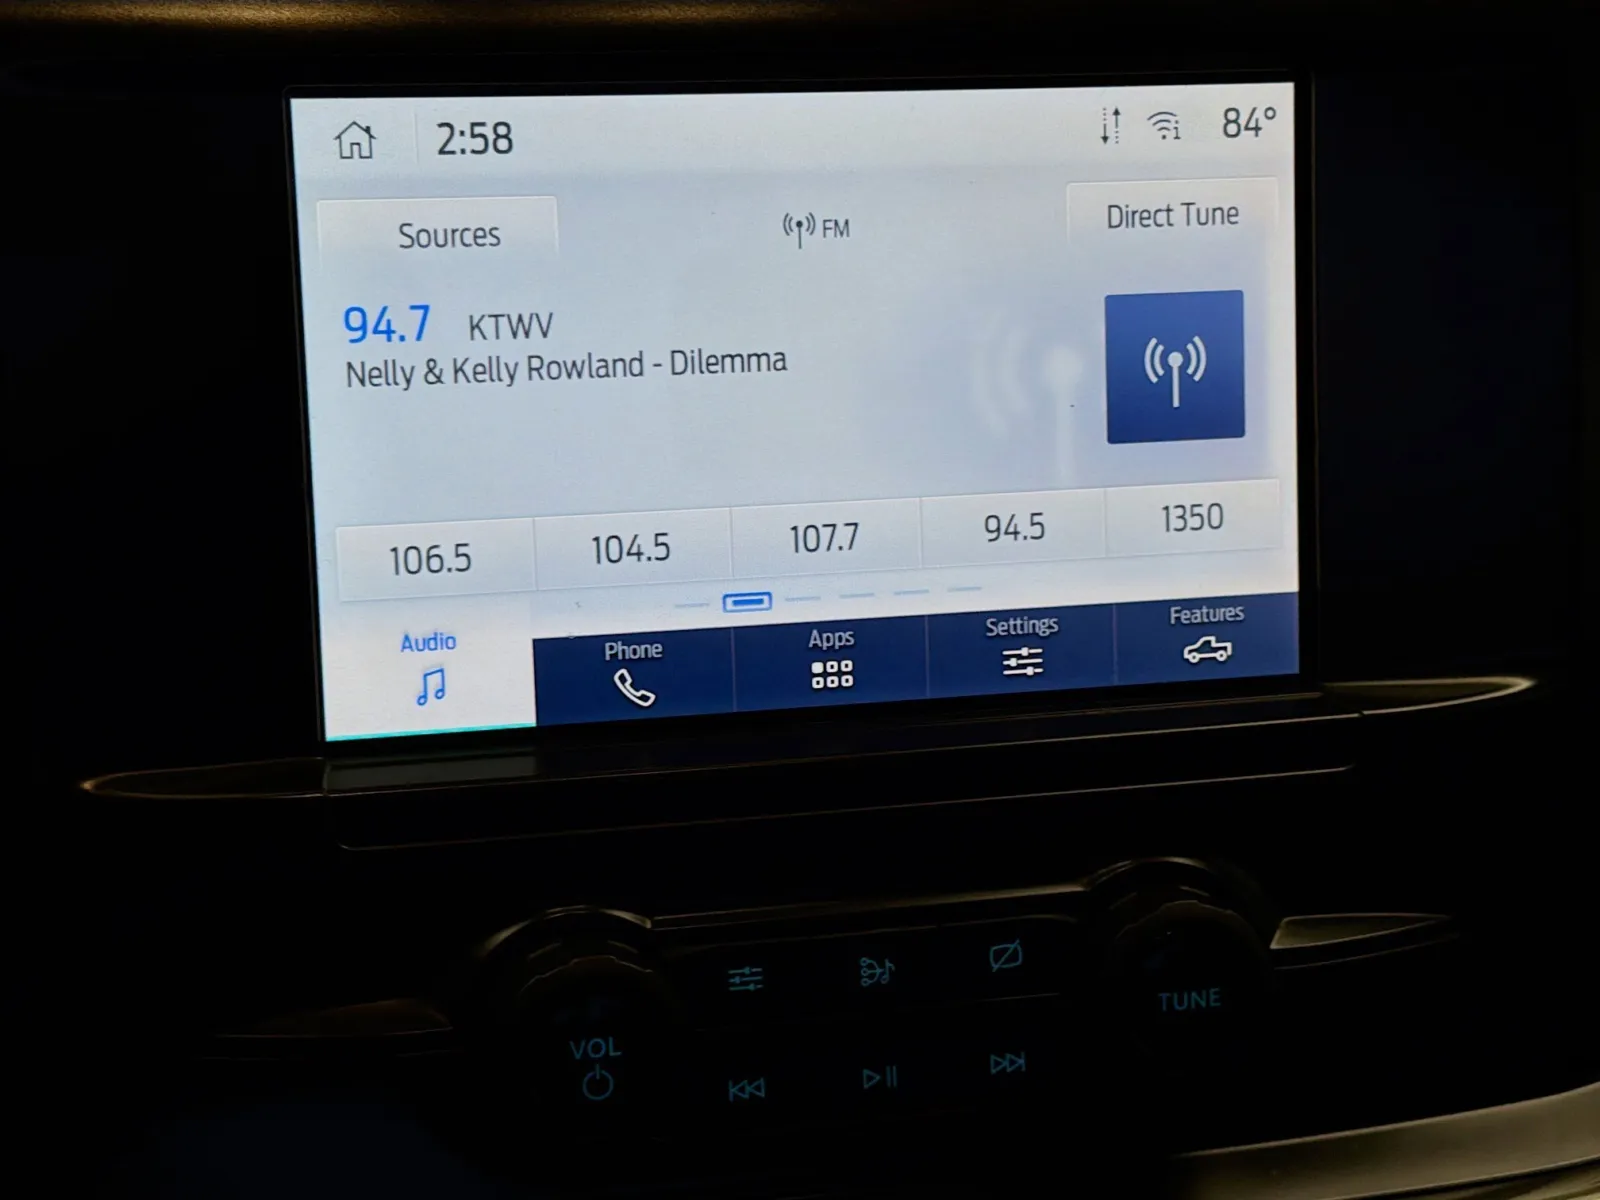 2:58
84°
Sources
FM
Direct Tune
94.7 KTWV
Nelly & Kelly Rowland - Dilemma
106.5
104.5
107.7
94.5
1350
Audio
Phone
Apps
Settings
Features
TUNE
VOL